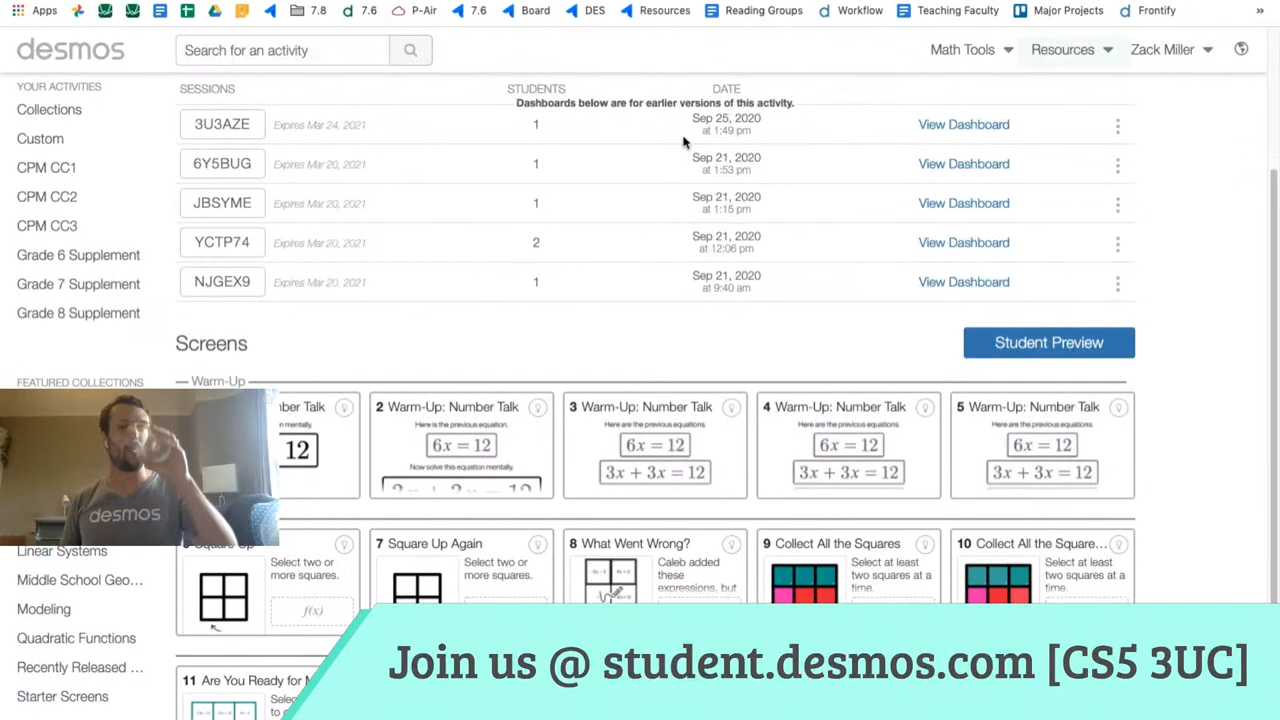 Apps 7.8 7.6 P-Air 7.6 Board DES Resources Reading Groups Workflow Teaching Faculty Major Projects Frontify »
desmos Search for an activity Math Tools Resources Zack Miller
YOUR ACTIVITIES
Collections
Custom
CPM CC1
CPM CC2
CPM CC3
Grade 6 Supplement
Grade 7 Supplement
Grade 8 Supplement
FEATURED COLLECTIONS
Linear Systems
Middle School Geo...
Modeling
Quadratic Functions
Recently Released ...
Starter Screens
SESSIONS STUDENTS DATE
Dashboards below are for earlier versions of this activity.
3U3AZE Expires Mar 24, 2021 1 Sep 25, 2020 View Dashboard
at 1:49 pm
6Y5BUG Expires Mar 20, 2021 1 Sep 21, 2020 View Dashboard
at 1:53 pm
JBSYME Expires Mar 20, 2021 1 Sep 21, 2020 View Dashboard
at 1:15 pm
YCTP74 Expires Mar 20, 2021 2 Sep 21, 2020 View Dashboard
at 12:06 pm
NJGEX9 Expires Mar 20, 2021 1 Sep 21, 2020 View Dashboard
at 9:40 am
Screens Student Preview
Warm-Up
ber Talk
n mentally.
12
2 Warm-Up: Number Talk
Here is the previous equation.
6x = 12
Now solve this equation mentally.
3 Warm-Up: Number Talk
Here are the previous equations.
6x = 12
3x + 3x = 12
4 Warm-Up: Number Talk
Here are the previous equations.
6x = 12
3x + 3x = 12
5 Warm-Up: Number Talk
Here are the previous equations.
6x = 12
3x + 3x = 12
Select two or
more squares.
f(x)
7 Square Up Again
Select two or
more squares.
8 What Went Wrong?
Caleb added
these
expressions, but
9 Collect All the Squares
Select at least
two squares at a
time.
10 Collect All the Square...
Select at least
two squares at a
time.
11 Are You Ready for M
desmos
Join us @ student.desmos.com [CS5 3UC]